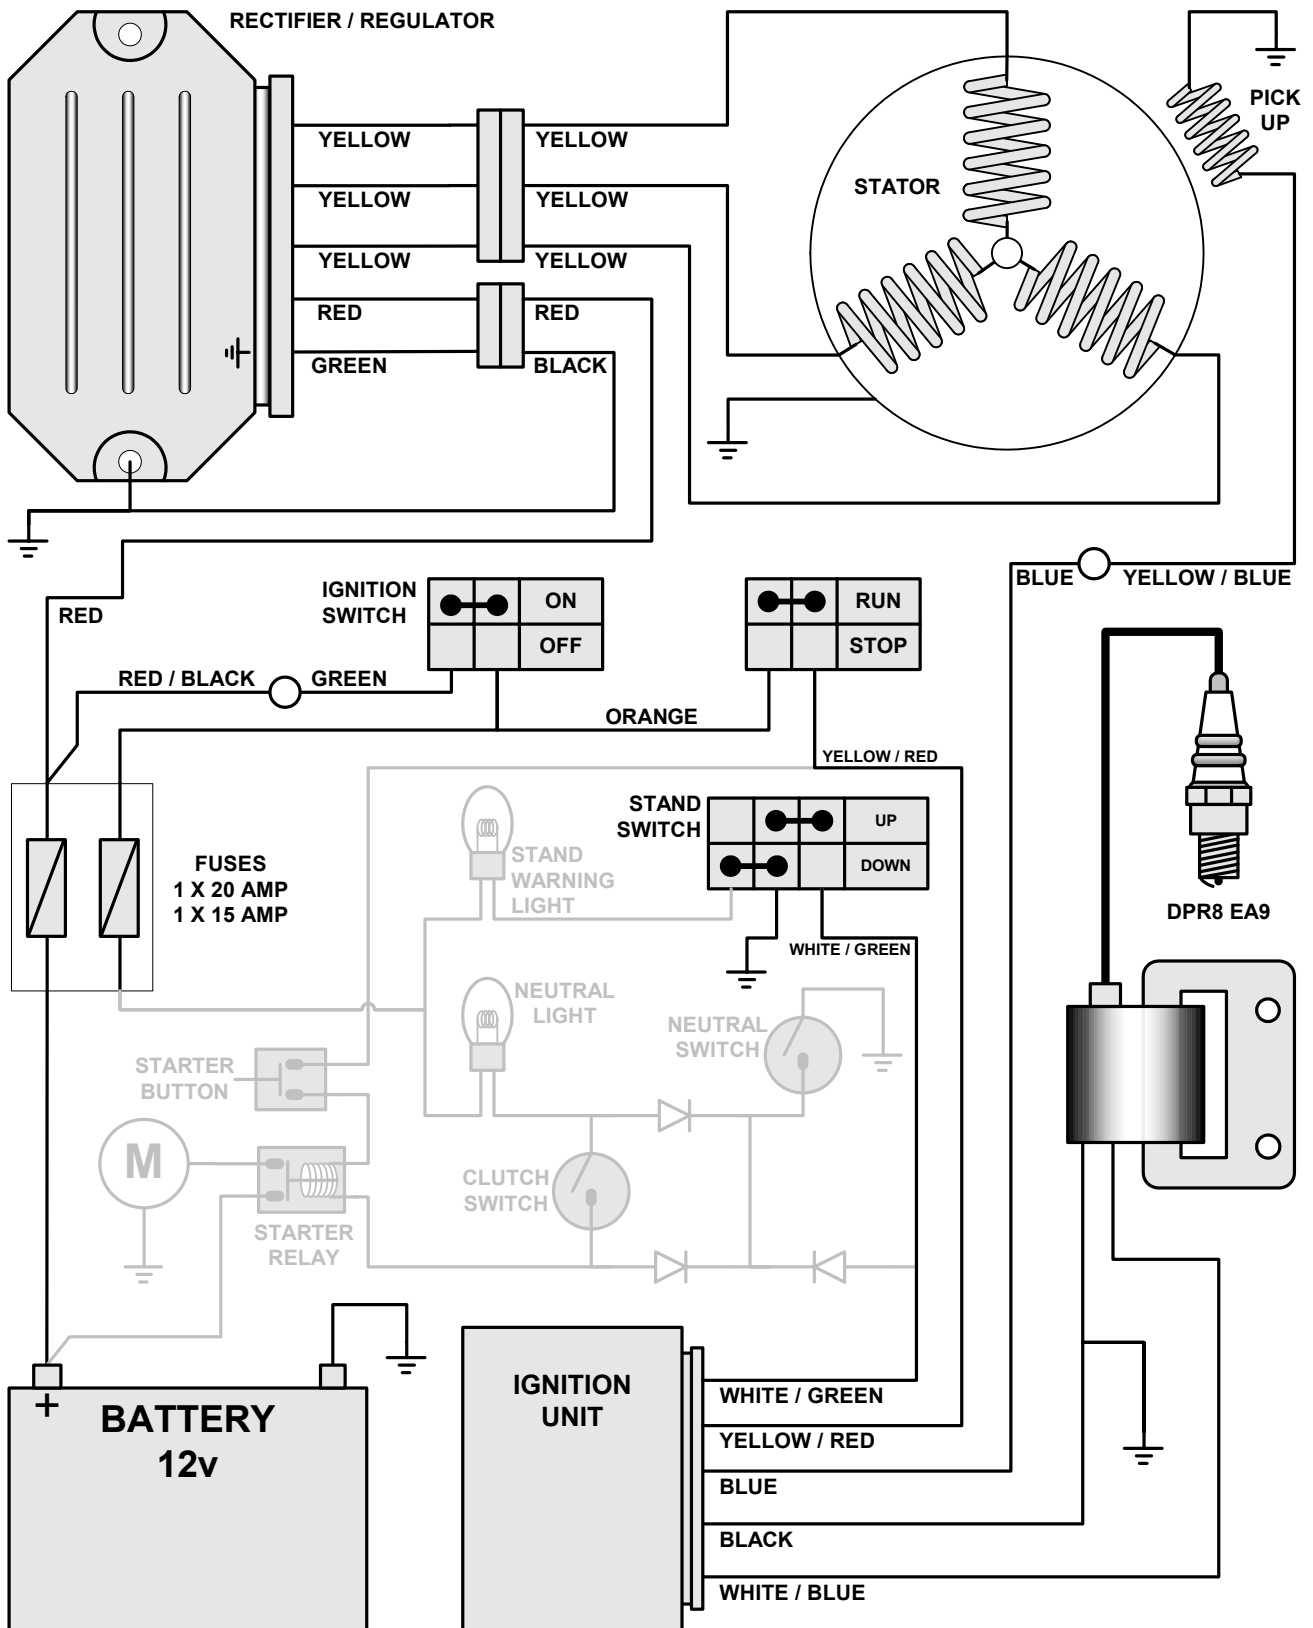 RECTIFIER / REGULATOR
PICK
UP
YELLOW
YELLOW
STATOR
YELLOW
YELLOW
YELLOW
YELLOW
RED
RED
GREEN
BLACK
BLUE
YELLOW / BLUE
IGNITION
SWITCH
ON
OFF
RUN
STOP
RED
RED / BLACK
GREEN
ORANGE
YELLOW / RED
STAND
SWITCH
UP
DOWN
FUSES
1 X 20 AMP
1 X 15 AMP
STAND
WARNING
LIGHT
DPR8 EA9
WHITE / GREEN
NEUTRAL
LIGHT
NEUTRAL
SWITCH
STARTER
BUTTON
M
CLUTCH
SWITCH
STARTER
RELAY
+
BATTERY
12v
IGNITION
UNIT
WHITE / GREEN
YELLOW / RED
BLUE
BLACK
WHITE / BLUE